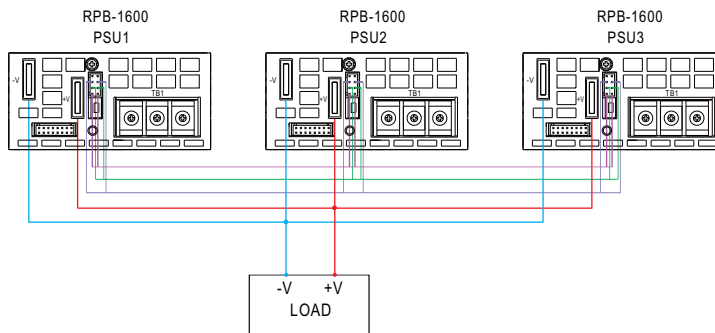 RPB-1600
PSU1
RPB-1600
PSU2
RPB-1600
PSU3
-V
+V
TB1
-V
+V
TB1
-V
+V
TB1
-V
+V
LOAD